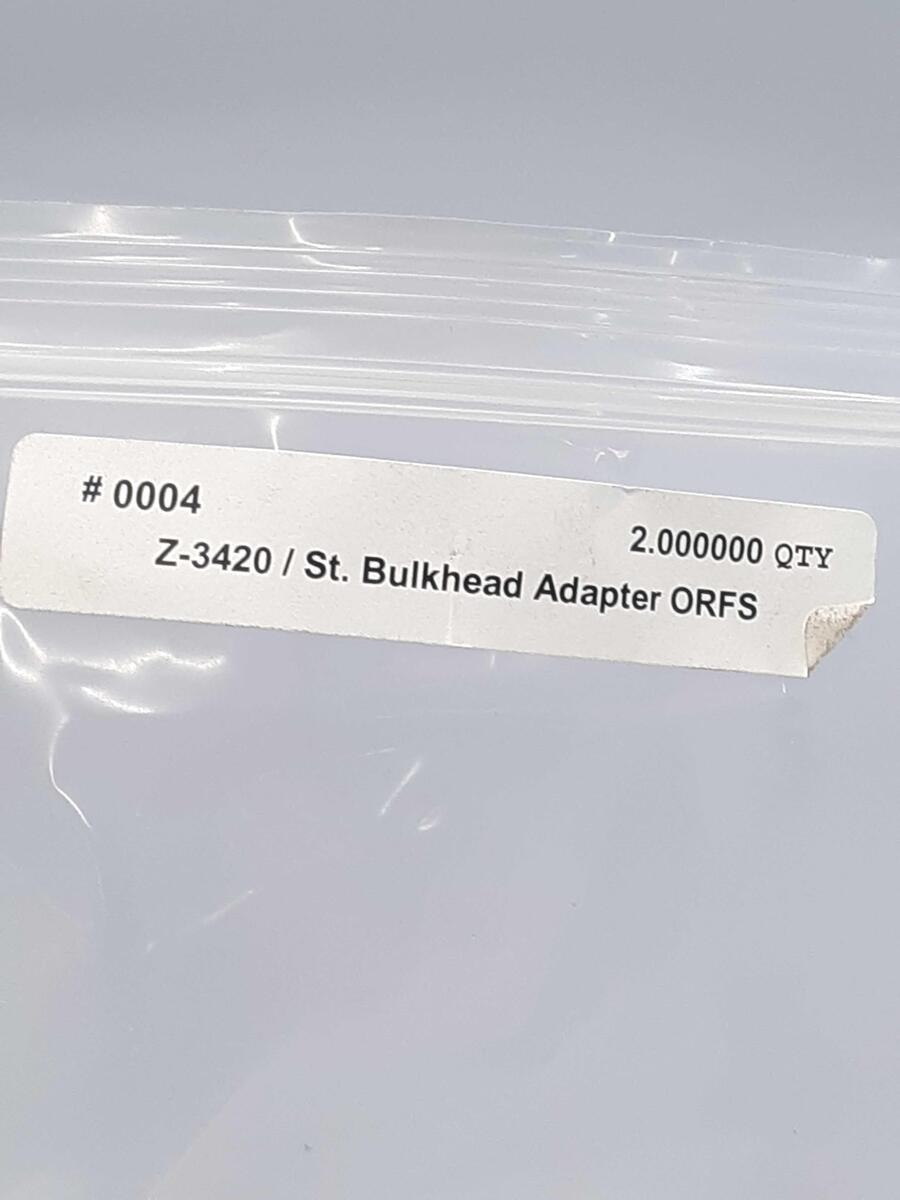 # 0004
2.000000 QTY
Z-3420 / St. Bulkhead Adapter ORFS